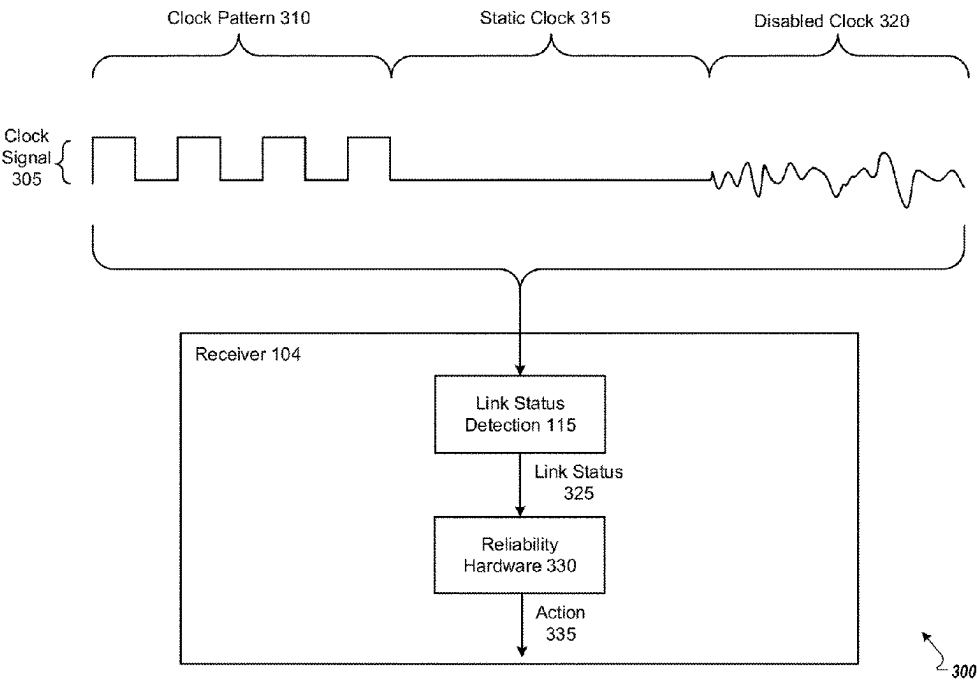 Clock Pattern 310
Static Clock 315
Disabled Clock 320
Clock
Signal
305
Receiver 104
Link Status
Detection 115
Link Status
325
Reliability
Hardware 330
Action
335
300